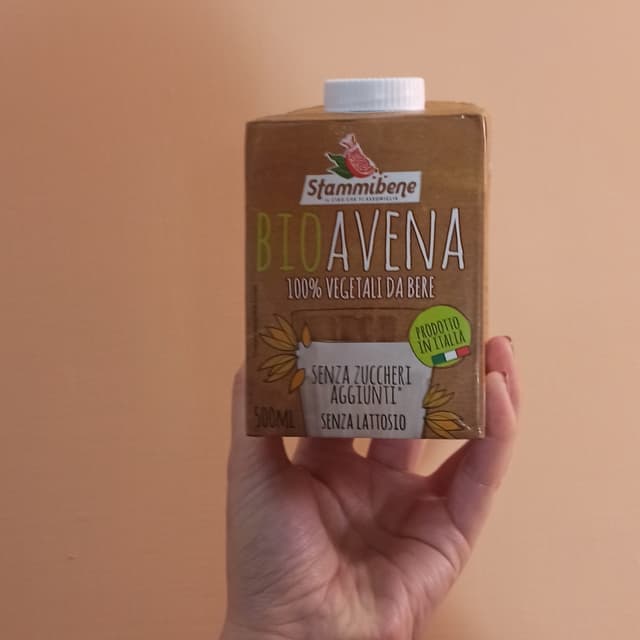 Stammibene
BIOAVENA
100% VEGETALI DA BERE
PRODOTTO
IN ITALIA
SENZA ZUCCHERI
AGGIUNTI*
500ML
SENZA LATTOSIO